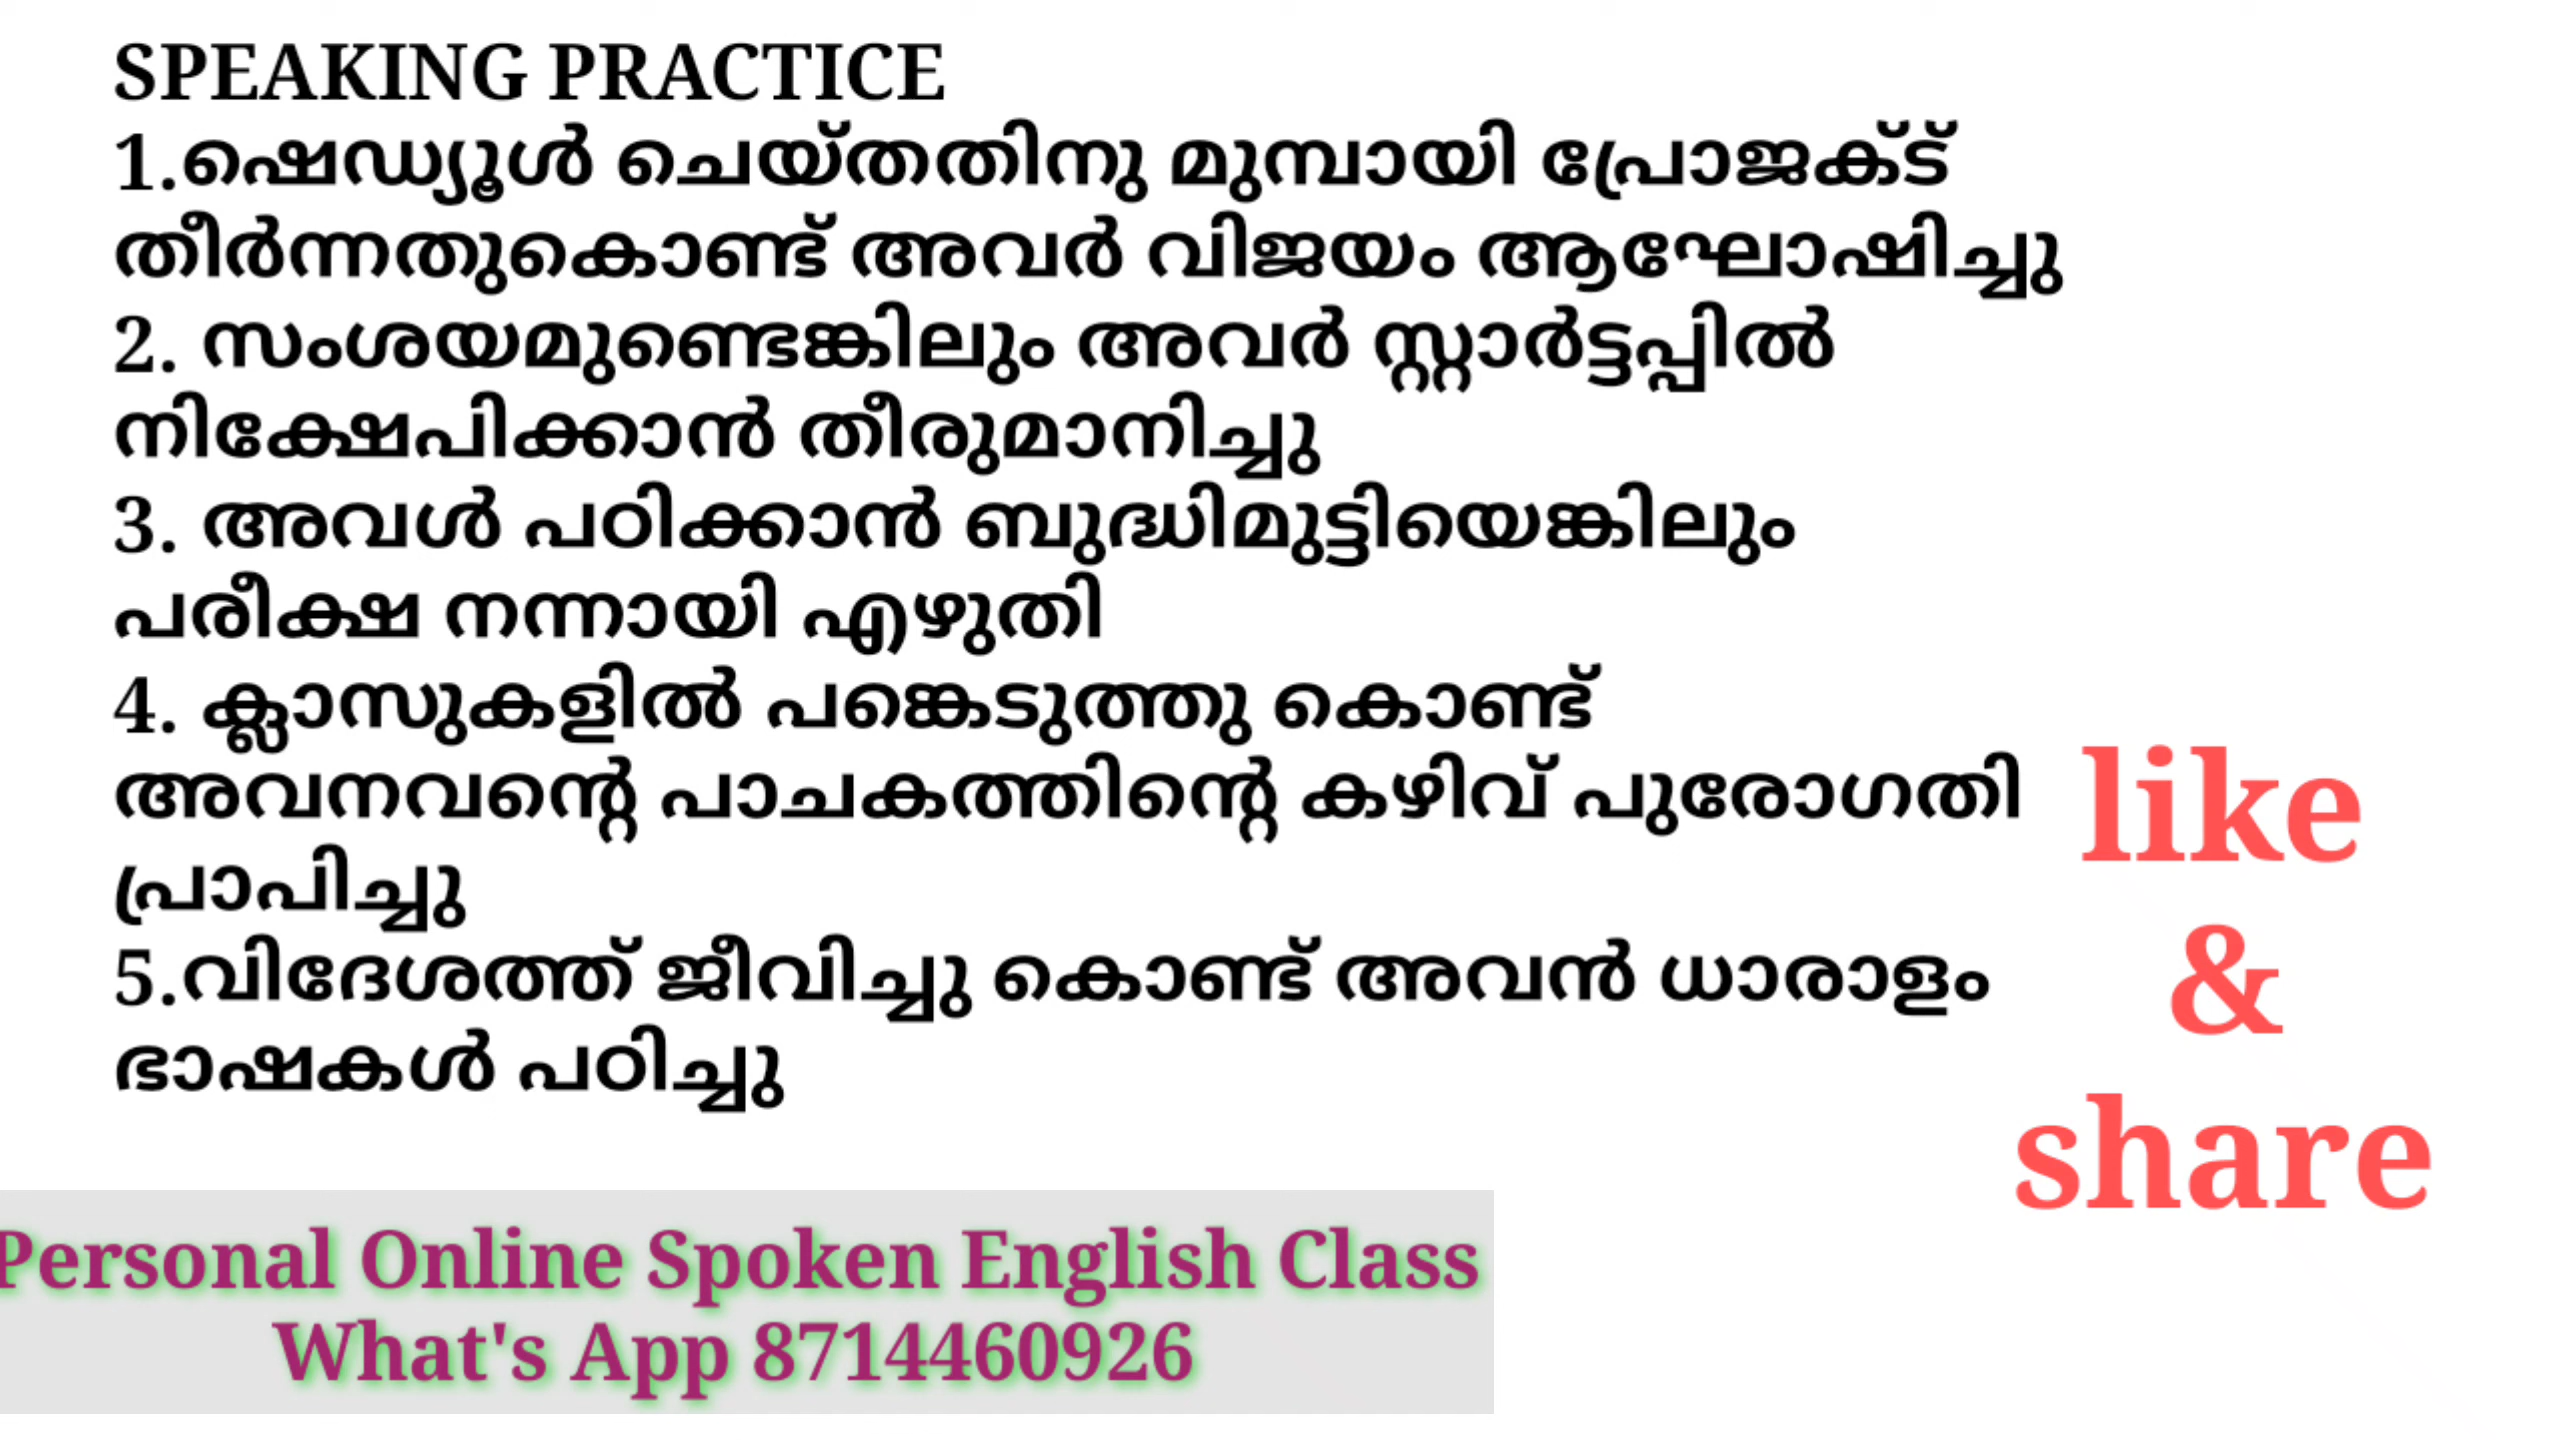 SPEAKING PRACTICE
1.ഷെഡ്യൂൾ ചെയ്തതിനു മുമ്പായി പ്രോജക്ട്
തീർന്നതുകൊണ്ട് അവർ വിജയം ആഘോഷിച്ചു
2. സംശയമുണ്ടെങ്കിലും അവർ സ്റ്റാർട്ടപ്പിൽ
നിക്ഷേപിക്കാൻ തീരുമാനിച്ചു
3. അവൾ പഠിക്കാൻ ബുദ്ധിമുട്ടിയെങ്കിലും
പരീക്ഷ നന്നായി എഴുതി
4. ക്ലാസുകളിൽ പങ്കെടുത്തു കൊണ്ട്
അവനവന്റെ പാചകത്തിന്റെ കഴിവ് പുരോഗതി
പ്രാപിച്ചു
5.വിദേശത്ത് ജീവിച്ചു കൊണ്ട് അവൻ ധാരാളം
ഭാഷകൾ പഠിച്ചു
like
&
share
Personal Online Spoken English Class
What's App 8714460926